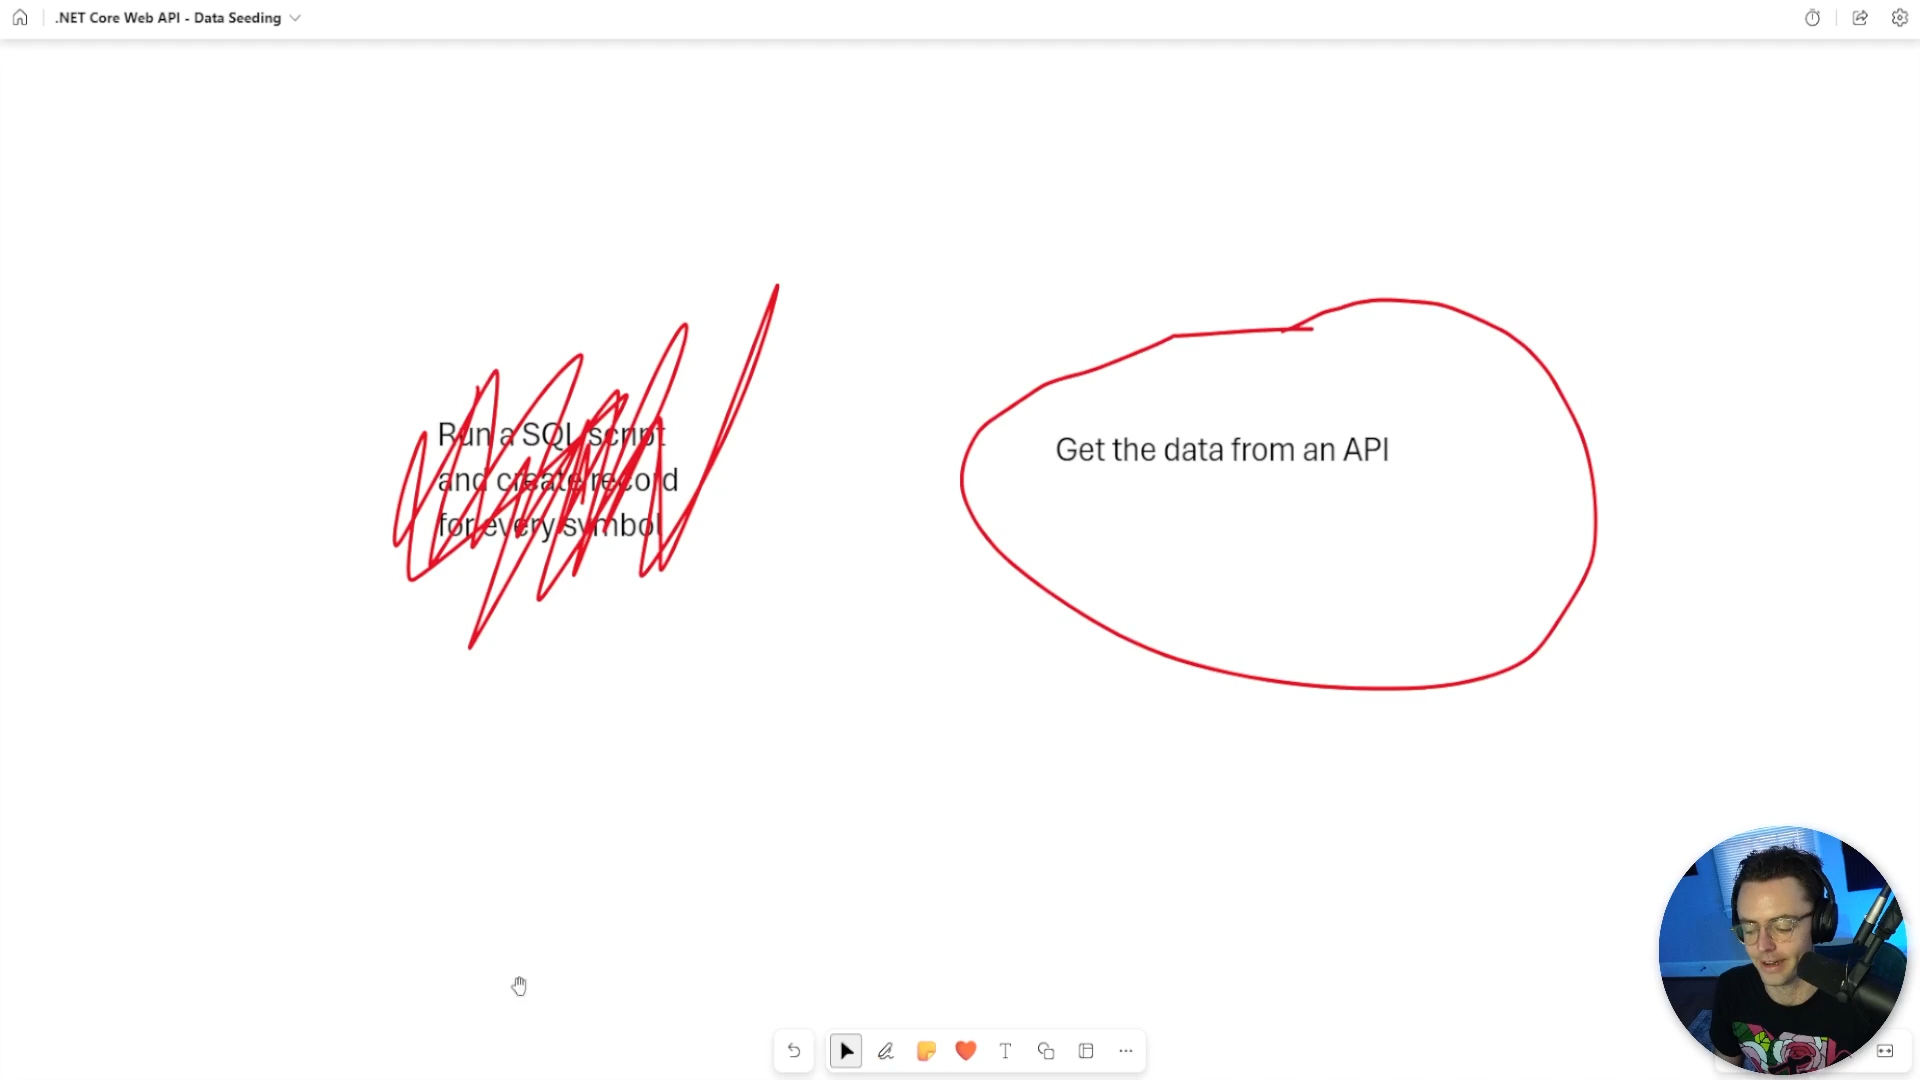 .NET Core Web API - Data Seeding
Run a SQL script
and create record
for every symbol
Get the data from an API